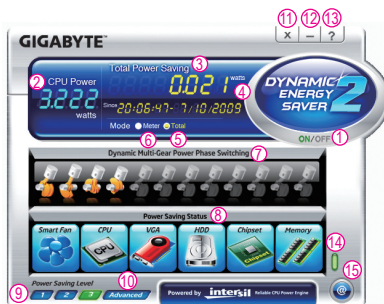 11 12 13
X – ?
GIGABYTE™
Total Power Saving 3
2 CPU Power
0.021 watts 4
3.222
watts
Since 20:06:47- 7/10/2009
Mode Meter Total
6 5
DYNAMIC
ENERGY
SAVER 2
ON/OFF 1
Dynamic Multi-Gear Power Phase Switching 7
Power Saving Status 8
Smart Fan CPU VGA HDD Chipset Memory
CPU Chipset
14
10 15
Power Saving Level
9 1 2 3 Advanced
Powered by intersil Reliable CPU Power Engine
@